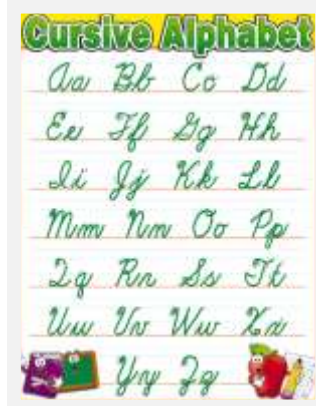 Cursive Alphabet
Aa Bb Cc Dd
Ee Ff Gg Hh
Ii Jj Kk Ll
Mm Nn Oo Pp
Qq Rr Ss Tt
Uu Vv Ww Xx
Yy Zz